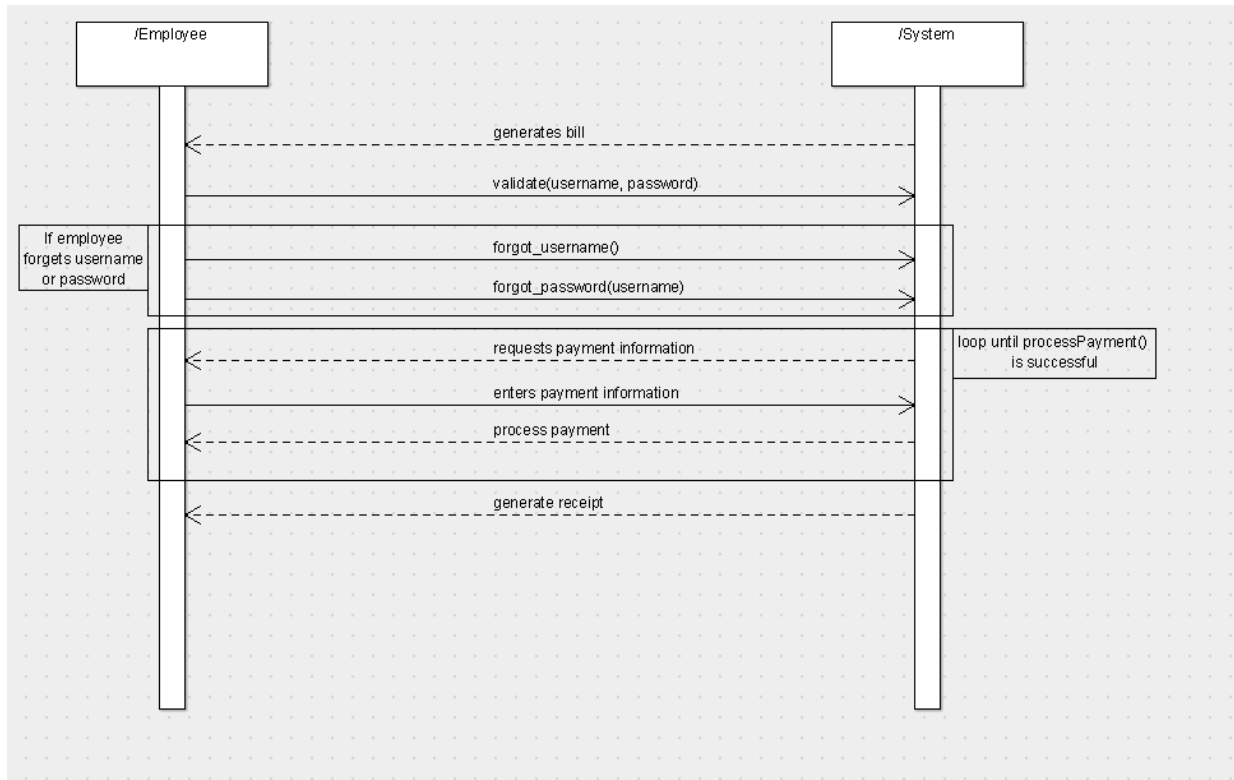 /Employee
/System
generates bill
validate(username, password)
If employee
forgets username
or password
forgot_username()
forgot_password(username)
requests payment information
loop until processPayment()
is successful
enters payment information
process payment
generate receipt